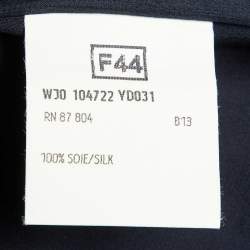 F44
WJ0 104722 YD031
RN 87 804 B13
100% SOIE/SILK